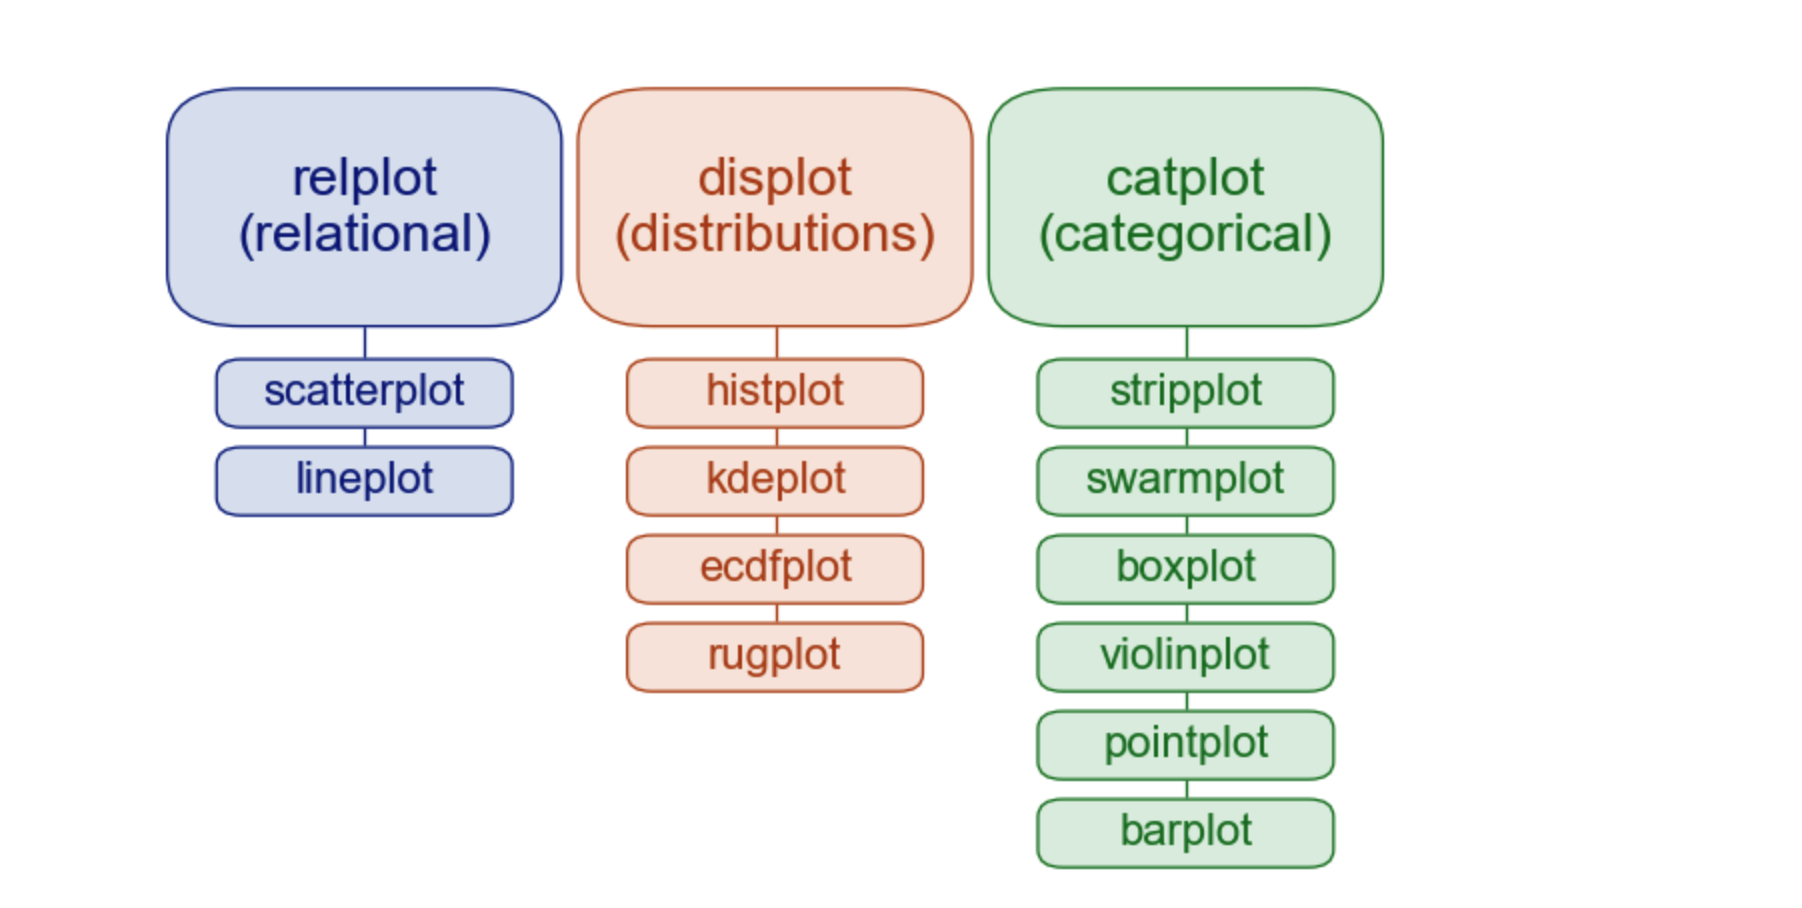 relplot
(relational)
scatterplot
lineplot
displot
(distributions)
histplot
kdeplot
ecdfplot
rugplot
catplot
(categorical)
stripplot
swarmplot
boxplot
violinplot
pointplot
barplot